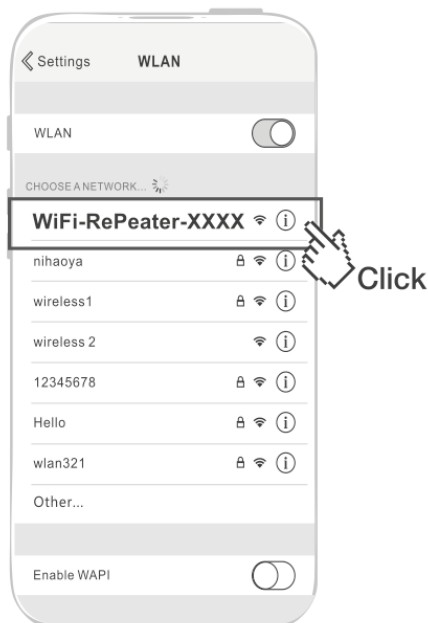 Settings WLAN
WLAN
CHOOSE A NETWORK...
WiFi-RePeater-XXXX
nihaoya
Click
wireless1
wireless 2
12345678
Hello
wlan321
Other...
Enable WAPI